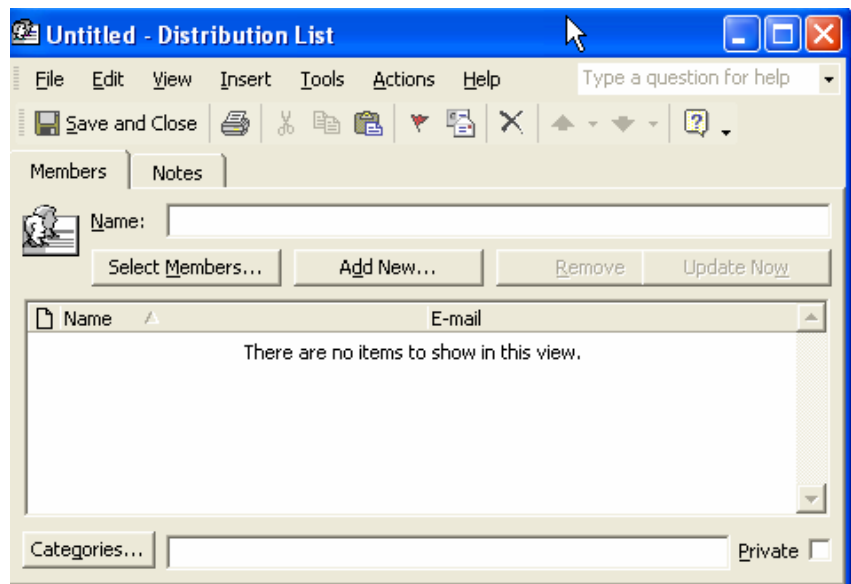 Untitled - Distribution List
File Edit View Insert Tools Actions Help Type a question for help
Save and Close
Members Notes
Name:
Select Members... Add New... Remove Update Now
Name E-mail
There are no items to show in this view.
Categories... Private